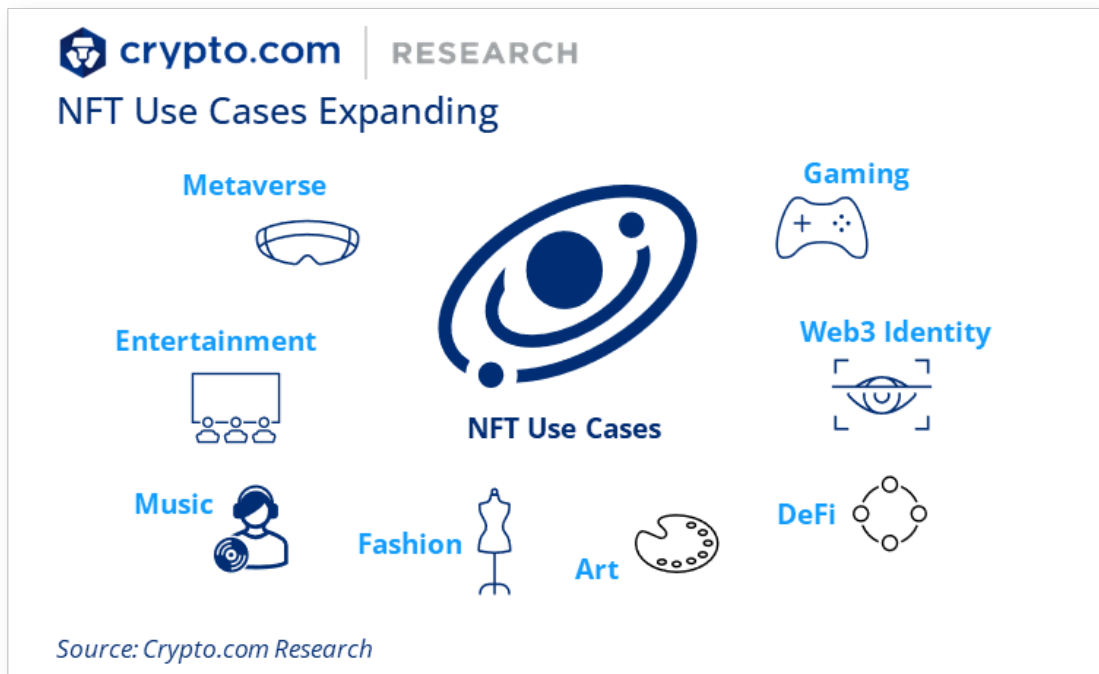 crypto.com | RESEARCH
NFT Use Cases Expanding
Metaverse
Gaming
Entertainment
Web3 Identity
NFT Use Cases
Music
Fashion
Art
DeFi
Source: Crypto.com Research